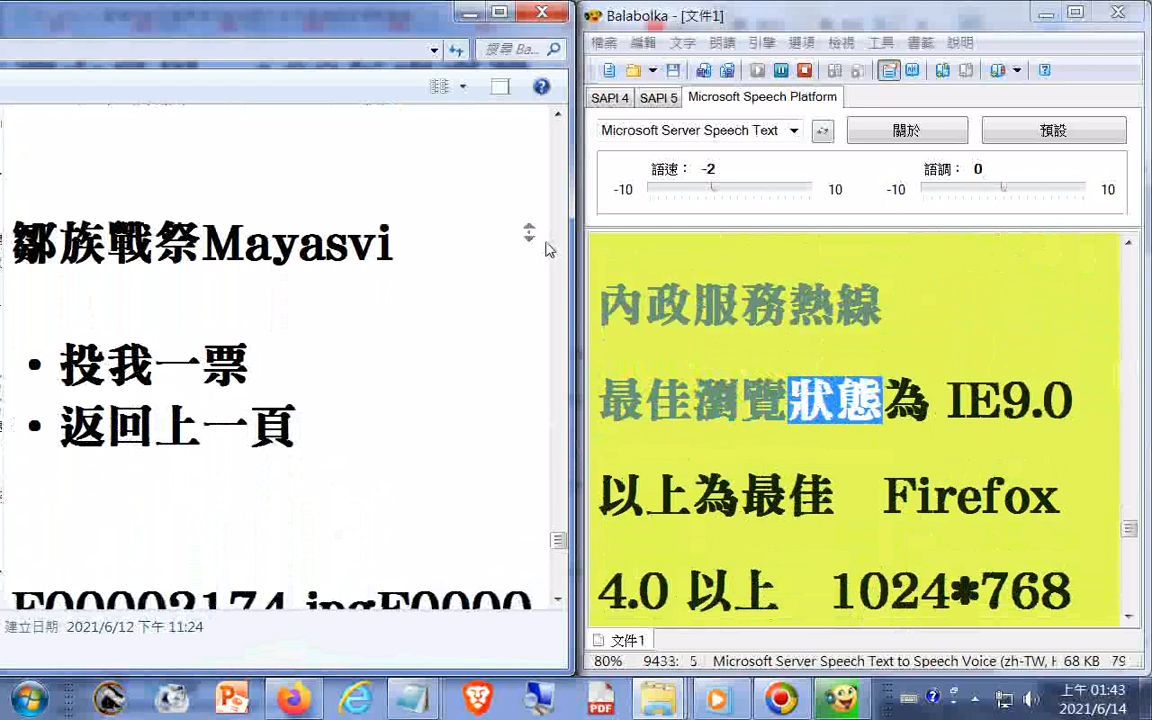 搜尋 Ba...
鄒族戰祭Mayasvi
• 投我一票
• 返回上一頁
F00002174.jpgF0000
建立日期: 2021/6/12 下午 11:24
Balabolka - [文件1]
檔案 編輯 文字 朗讀 引擎 選項 檢視 工具 書籤 說明
SAPI 4 SAPI 5 Microsoft Speech Platform
Microsoft Server Speech Text 關於 預設
語速： -2 語調： 0
-10 10 -10 10
內政服務熱線
最佳瀏覽狀態為 IE9.0
以上為最佳 Firefox
4.0 以上 1024*768
文件1
80% 9433: 5 Microsoft Server Speech Text to Speech Voice (zh-TW, H 68 KB 79
PDF
上午 01:43
2021/6/14